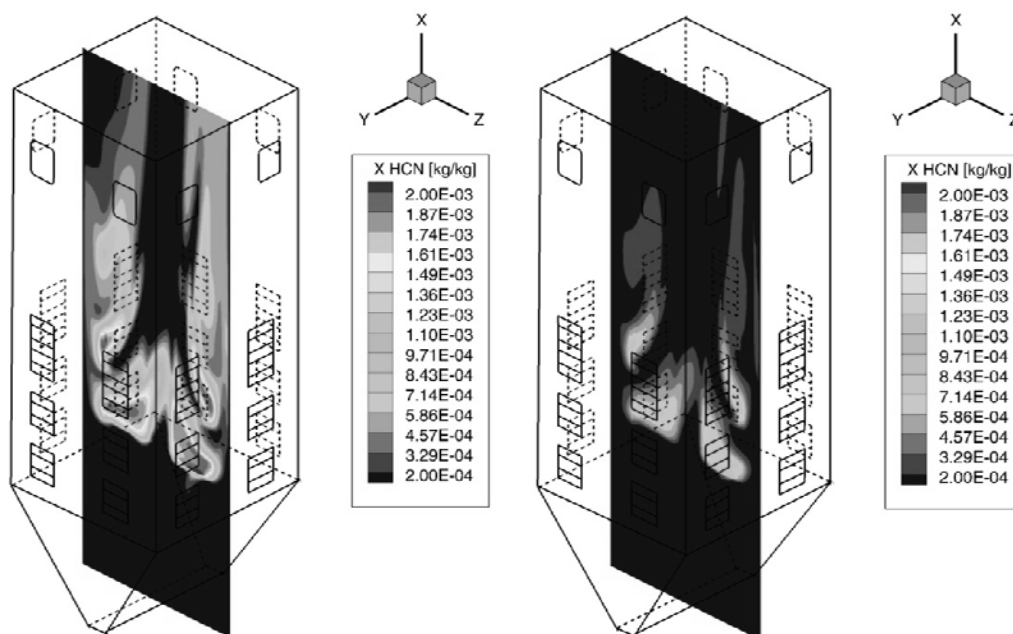 X
Y
Z
X HCN [kg/kg]
2.00E-03
1.87E-03
1.74E-03
1.61E-03
1.49E-03
1.36E-03
1.23E-03
1.10E-03
9.71E-04
8.43E-04
7.14E-04
5.86E-04
4.57E-04
3.29E-04
2.00E-04
X
Y
Z
X HCN [kg/kg]
2.00E-03
1.87E-03
1.74E-03
1.61E-03
1.49E-03
1.36E-03
1.23E-03
1.10E-03
9.71E-04
8.43E-04
7.14E-04
5.86E-04
4.57E-04
3.29E-04
2.00E-04